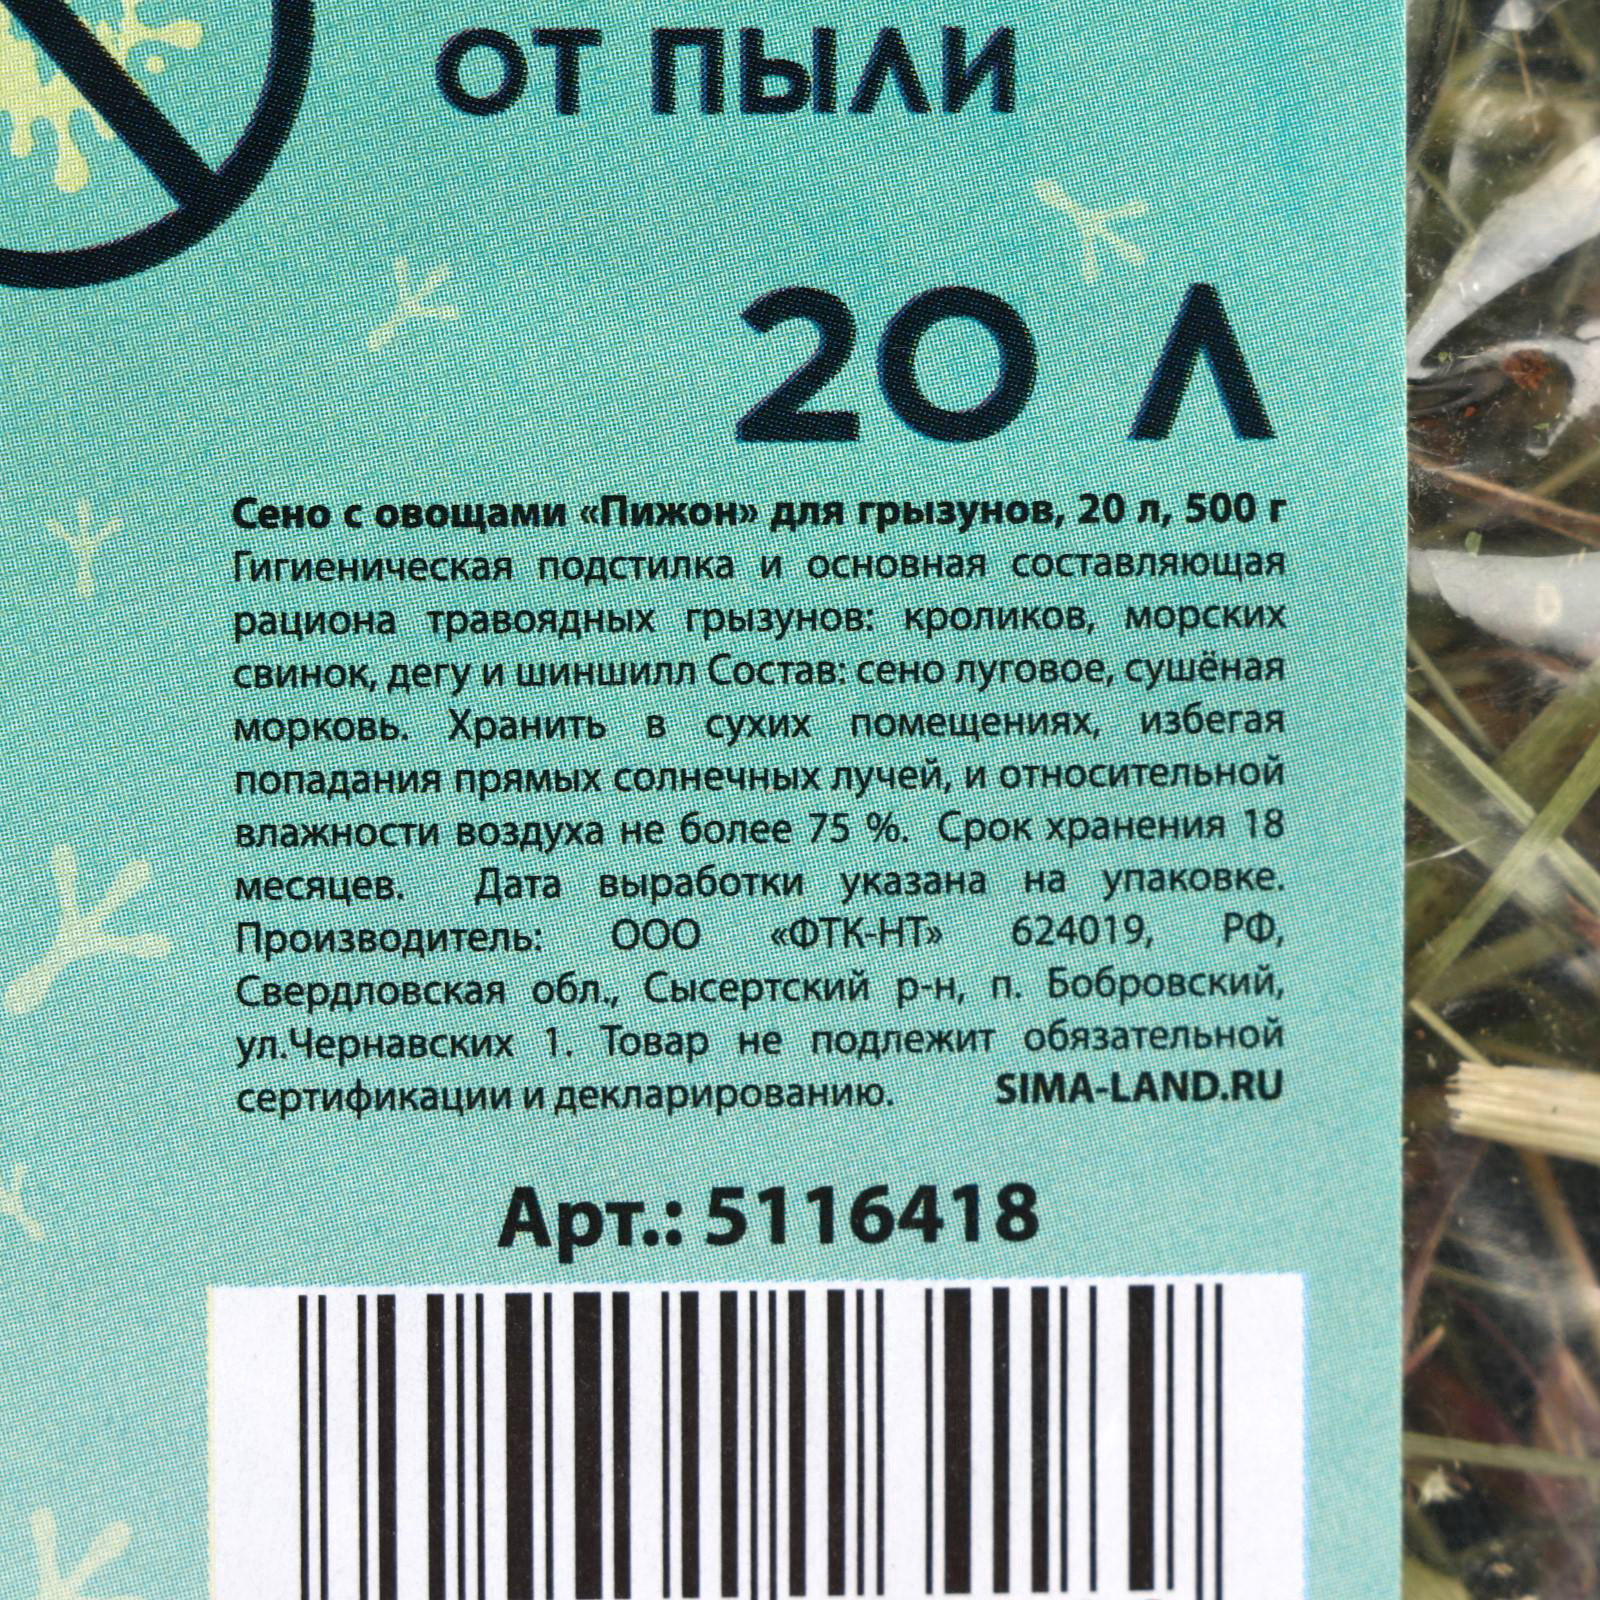 ОТ ПЫЛИ
20 Л
Сено с овощами «Пижон» для грызунов, 20 л, 500 г
Гигиеническая подстилка и основная составляющая
рациона травоядных грызунов: кроликов, морских
свинок, дегу и шиншилл Состав: сено луговое, сушёная
морковь. Хранить в сухих помещениях, избегая
попадания прямых солнечных лучей, и относительной
влажности воздуха не более 75 %. Срок хранения 18
месяцев. Дата выработки указана на упаковке.
Производитель: ООО «ФТК-НТ» 624019, РФ,
Свердловская обл., Сысертский р-н, п. Бобровский,
ул.Чернавских 1. Товар не подлежит обязательной
сертификации и декларированию. SIMA-LAND.RU
Арт.: 5116418